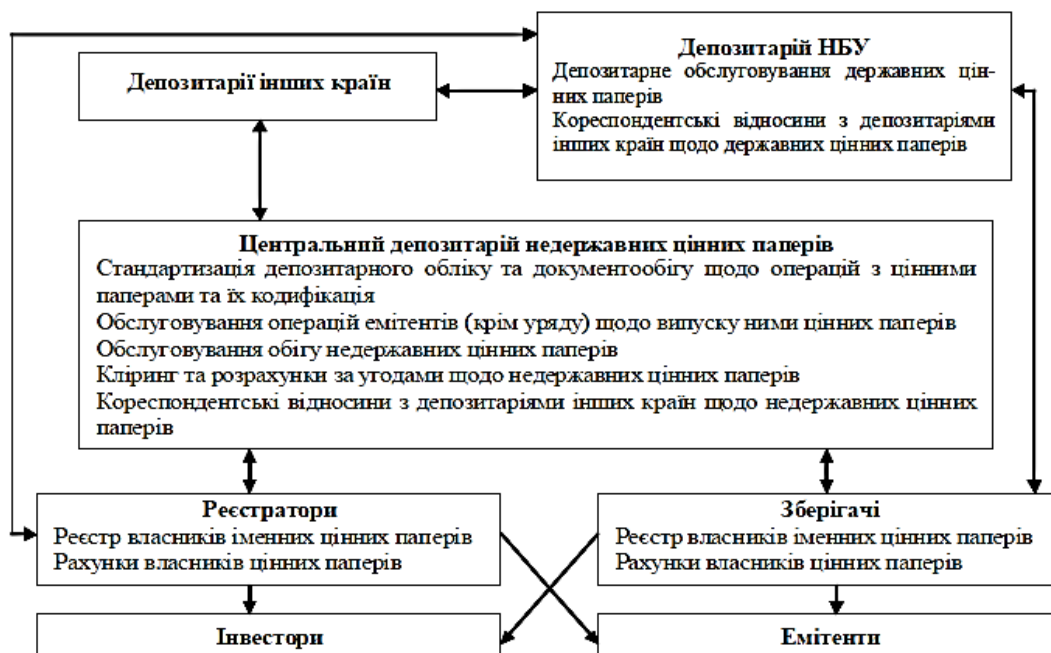 Депозитарії інших країн
Депозитарій НБУ
Депозитарне обслуговування державних цін-
них паперів
Кореспондентські відносини з депозитаріями
інших країн щодо державних цінних паперів
Центральний депозитарій недержавних цінних паперів
Стандартизація депозитарного обліку та документообігу щодо операцій з цінними
паперами та їх кодифікація
Обслуговування операцій емітентів (крім уряду) щодо випуску ними цінних паперів
Обслуговування обігу недержавних цінних паперів
Кліринг та розрахунки за угодами щодо недержавних цінних паперів
Кореспондентські відносини з депозитаріями інших країн щодо недержавних цінних
паперів
Реєстратори
Реєстр власників іменних цінних паперів
Рахунки власників цінних паперів
Зберігачі
Реєстр власників іменних цінних паперів
Рахунки власників цінних паперів
Інвестори
Емітенти